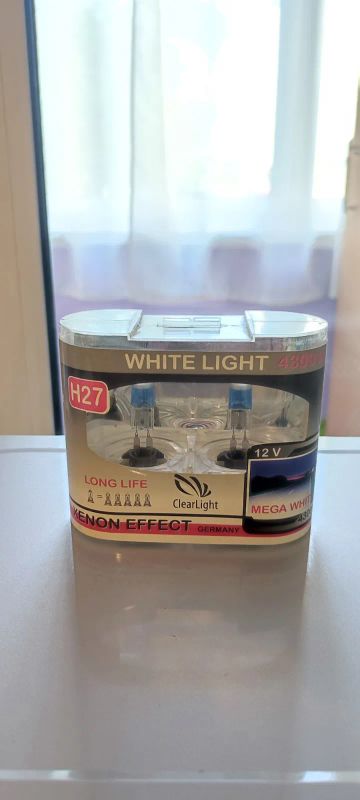 WHITE LIGHT
H27
12 V
LONG LIFE
=
ClearLight
MEGA WHITE
XENON EFFECT
GERMANY